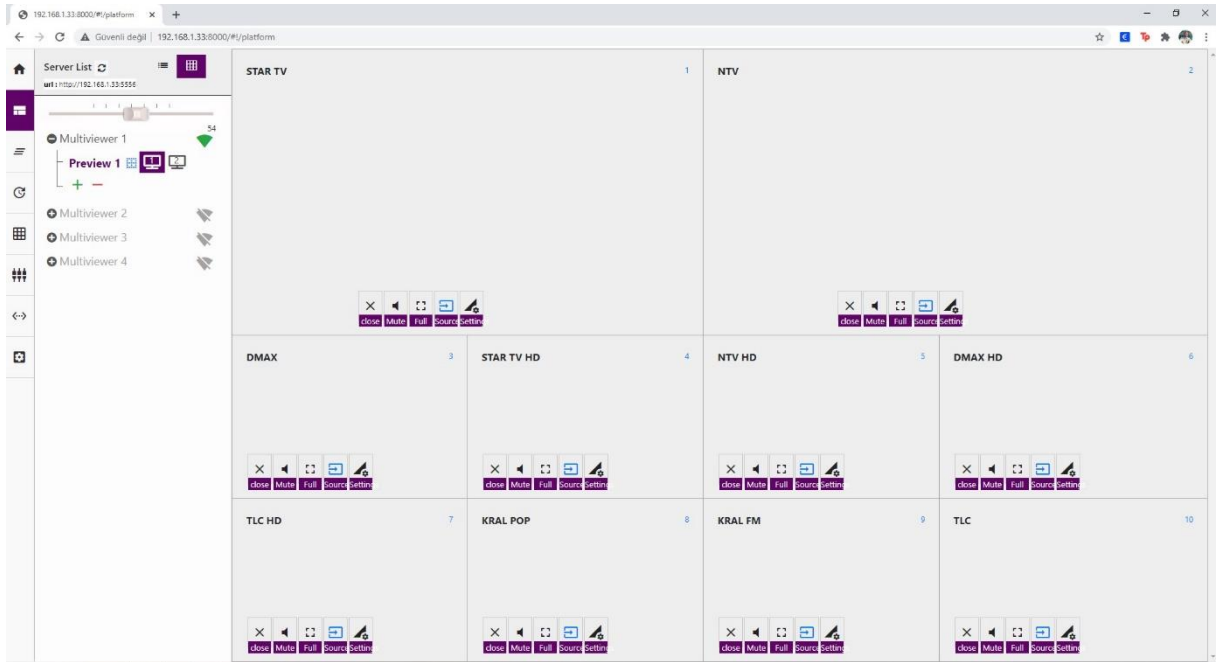 192.168.1.33:8000/#!/platform
Güvenli değil | 192.168.1.33:8000/#!/platform
Server List
url : http://192.168.1.33:5556
54
Multiviewer 1
Preview 1 1 2
Multiviewer 2
Multiviewer 3
Multiviewer 4
STAR TV 1
close Mute Full Source Setting
NTV 2
close Mute Full Source Setting
DMAX 3
close Mute Full Source Setting
STAR TV HD 4
close Mute Full Source Setting
NTV HD 5
close Mute Full Source Setting
DMAX HD 6
close Mute Full Source Setting
TLC HD 7
close Mute Full Source Setting
KRAL POP 8
close Mute Full Source Setting
KRAL FM 9
close Mute Full Source Setting
TLC 10
close Mute Full Source Setting